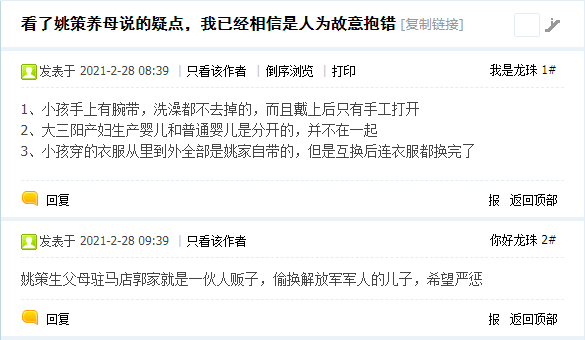 看了姚策养母说的疑点，我已经相信是人为故意抱错 [复制链接]
发表于 2021-2-28 08:39 | 只看该作者 | 倒序浏览 | 打印 我是龙珠 1#
1、小孩手上有腕带，洗澡都不去掉的，而且戴上后只有手工打开
2、大三阳产妇生产婴儿和普通婴儿是分开的，并不在一起
3、小孩穿的衣服从里到外全部是姚家自带的，但是互换后连衣服都换完了
回复 报 返回顶部
发表于 2021-2-28 09:39 | 只看该作者 你好龙珠 2#
姚策生父母驻马店郭家就是一伙人贩子，偷换解放军军人的儿子，希望严惩
回复 报 返回顶部